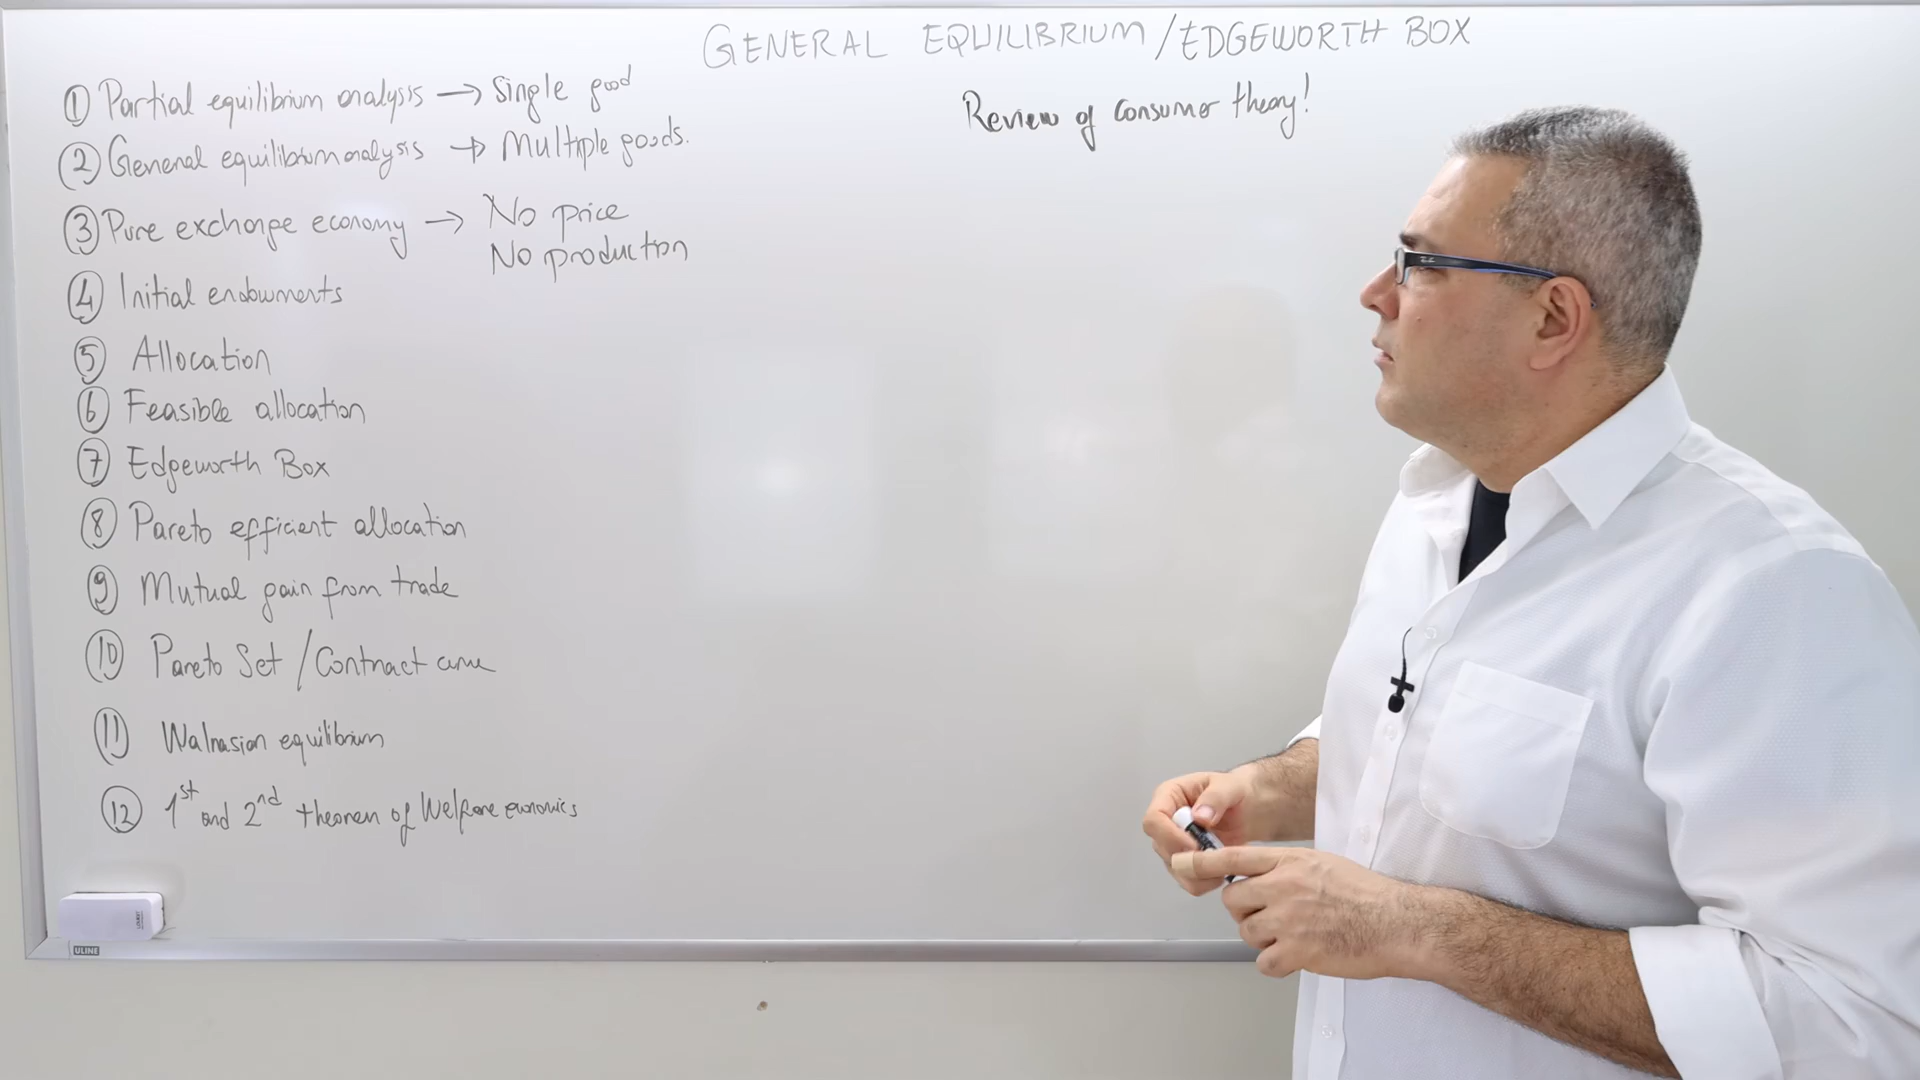 GENERAL EQUILIBRIUM / EDGEWORTH BOX
Review of consumer theory!
① Partial equilibrium analysis → Single good
② General equilibrium analysis → Multiple goods.
③ Pure exchange economy → No price
No production
④ Initial endowments
⑤ Allocation
⑥ Feasible allocation
⑦ Edgeworth Box
⑧ Pareto efficient allocation
⑨ Mutual gain from trade
⑩ Pareto Set / Contract curve
⑪ Walrasian equilibrium
⑫ 1st and 2nd theorem of Welfare economics
ULINE